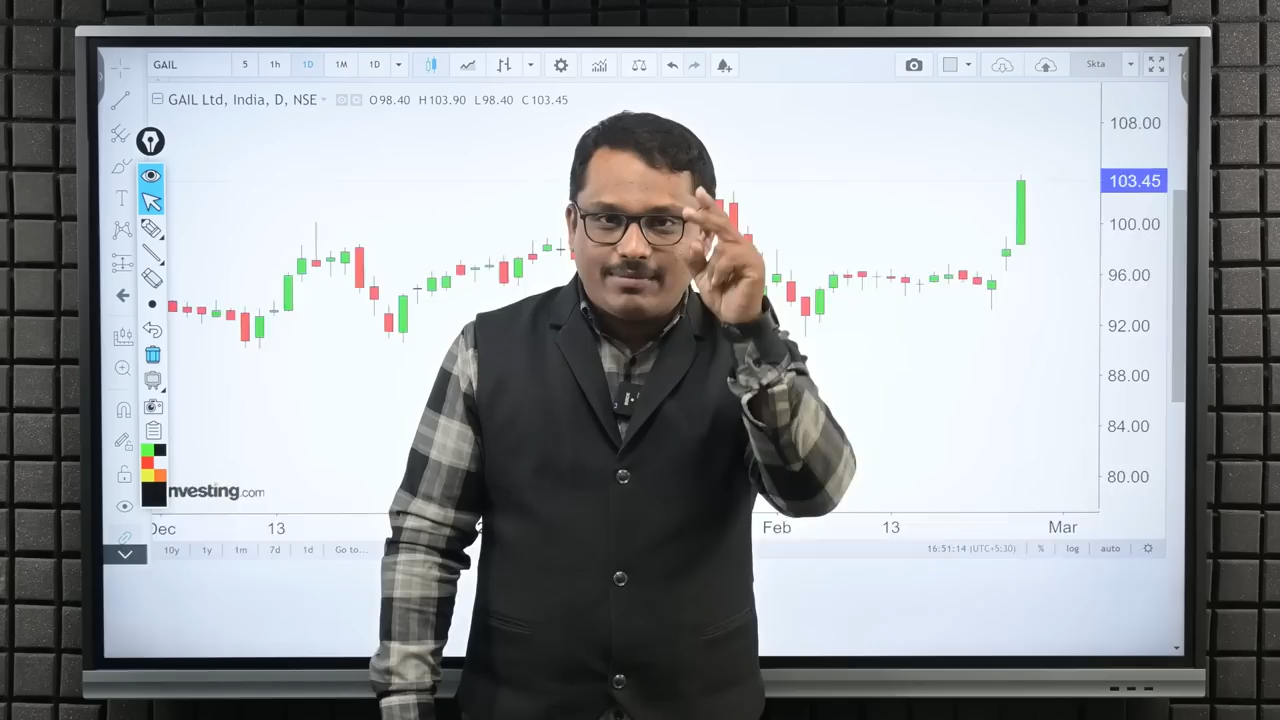 GAIL 5 1h 1D 1M 1D Skta
GAIL Ltd, India, D, NSE O98.40 H103.90 L98.40 C103.45
108.00
103.45
100.00
96.00
92.00
88.00
84.00
80.00
T
nvesting.com
Dec 13 Feb 13 Mar
10y 1y 1m 7d 1d Go to... 16:51:14 (UTC+5:30) % log auto